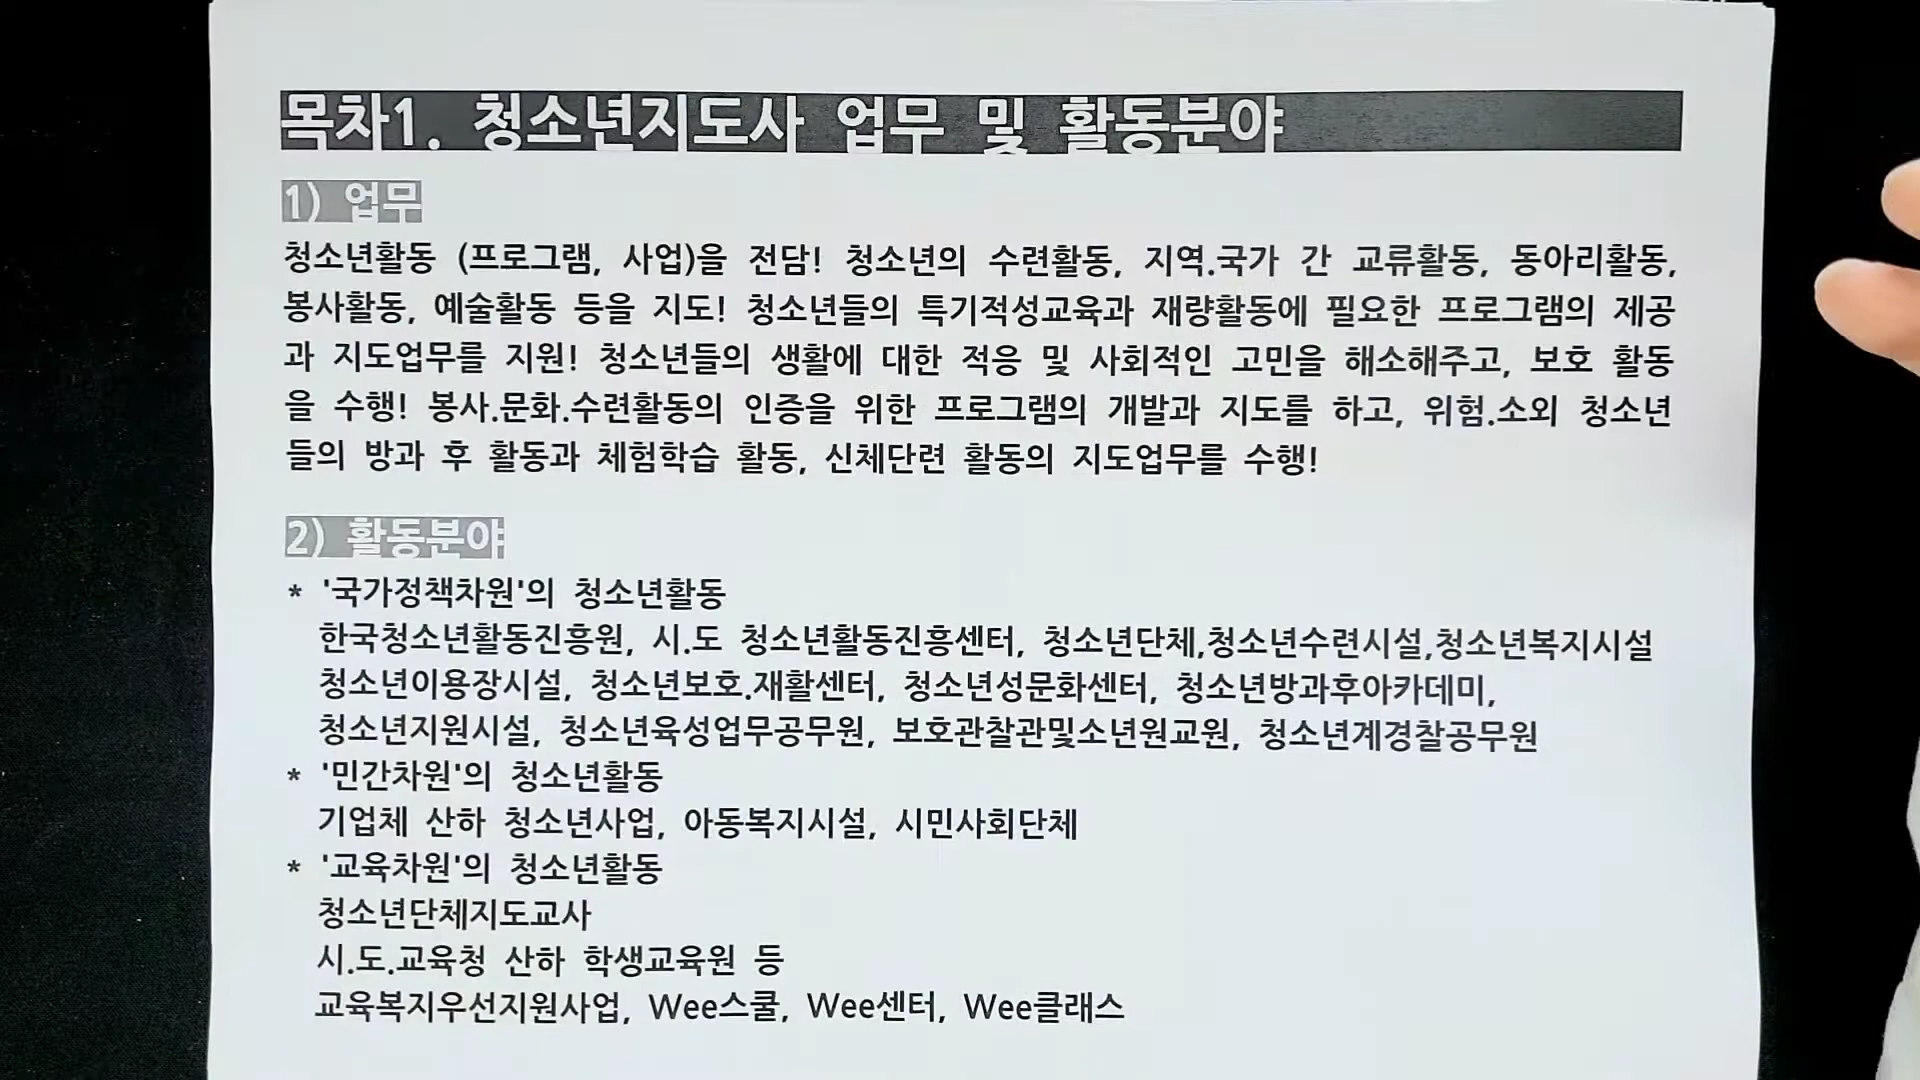 목차1. 청소년지도사 업무 및 활동분야
1) 업무
청소년활동 (프로그램, 사업)을 전담! 청소년의 수련활동, 지역.국가 간 교류활동, 동아리활동,
봉사활동, 예술활동 등을 지도! 청소년들의 특기적성교육과 재량활동에 필요한 프로그램의 제공
과 지도업무를 지원! 청소년들의 생활에 대한 적응 및 사회적인 고민을 해소해주고, 보호 활동
을 수행! 봉사.문화.수련활동의 인증을 위한 프로그램의 개발과 지도를 하고, 위험.소외 청소년
들의 방과 후 활동과 체험학습 활동, 신체단련 활동의 지도업무를 수행!
2) 활동분야
* '국가정책차원'의 청소년활동
한국청소년활동진흥원, 시.도 청소년활동진흥센터, 청소년단체,청소년수련시설,청소년복지시설
청소년이용장시설, 청소년보호.재활센터, 청소년성문화센터, 청소년방과후아카데미,
청소년지원시설, 청소년육성업무공무원, 보호관찰관및소년원교원, 청소년계경찰공무원
* '민간차원'의 청소년활동
기업체 산하 청소년사업, 아동복지시설, 시민사회단체
* '교육차원'의 청소년활동
청소년단체지도교사
시.도.교육청 산하 학생교육원 등
교육복지우선지원사업, Wee스쿨, Wee센터, Wee클래스